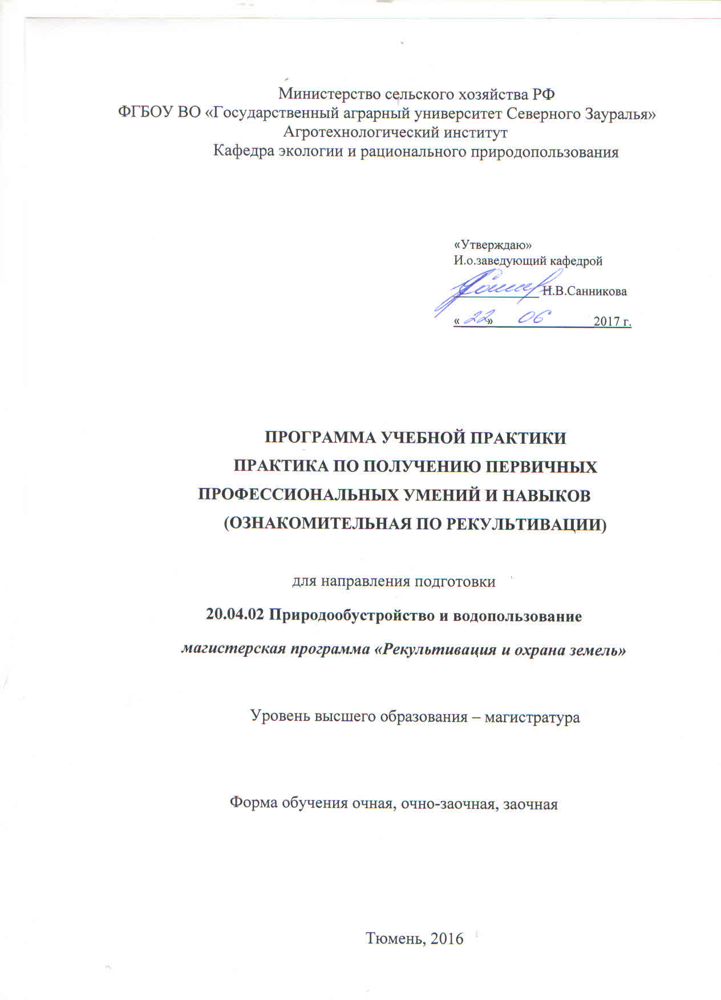 Министерство сельского хозяйства РФ
ФГБОУ ВО «Государственный аграрный университет Северного Зауралья»
Агротехнологический институт
Кафедра экологии и рационального природопользования
«Утверждаю»
И.о.заведующий кафедрой
Н.В.Санникова
«22» 06 2017 г.
ПРОГРАММА УЧЕБНОЙ ПРАКТИКИ
ПРАКТИКА ПО ПОЛУЧЕНИЮ ПЕРВИЧНЫХ
ПРОФЕССИОНАЛЬНЫХ УМЕНИЙ И НАВЫКОВ
(ОЗНАКОМИТЕЛЬНАЯ ПО РЕКУЛЬТИВАЦИИ)
для направления подготовки
20.04.02 Природообустройство и водопользование
магистерская программа «Рекультивация и охрана земель»
Уровень высшего образования – магистратура
Форма обучения очная, очно-заочная, заочная
Тюмень, 2016